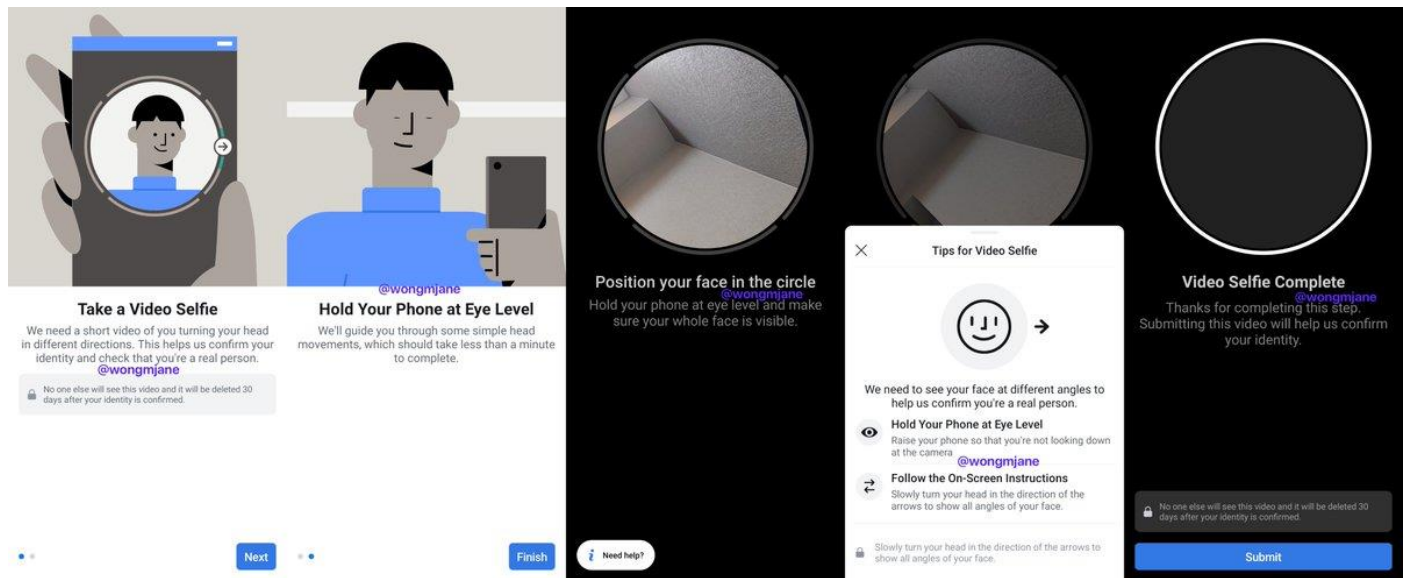 @wongmjane
Take a Video Selfie
We need a short video of you turning your head
in different directions. This helps us confirm your
identity and check that you're a real person.
@wongmjane
No one else will see this video and it will be deleted 30
days after your identity is confirmed.
Next
Hold Your Phone at Eye Level
We'll guide you through some simple head
movements, which should take less than a minute
to complete.
Finish
Position your face in the circle
@wongmjane
Hold your phone at eye level and make
sure your whole face is visible.
Need help?
Tips for Video Selfie
We need to see your face at different angles to
help us confirm you're a real person.
Hold Your Phone at Eye Level
Raise your phone so that you're not looking down
at the camera
@wongmjane
Follow the On-Screen Instructions
Slowly turn your head in the direction of the
arrows to show all angles of your face.
Slowly turn your head in the direction of the arrows to
show all angles of your face.
Video Selfie Complete
@wongmjane
Thanks for completing this step.
Submitting this video will help us confirm
your identity.
No one else will see this video and it will be deleted 30
days after your identity is confirmed.
Submit